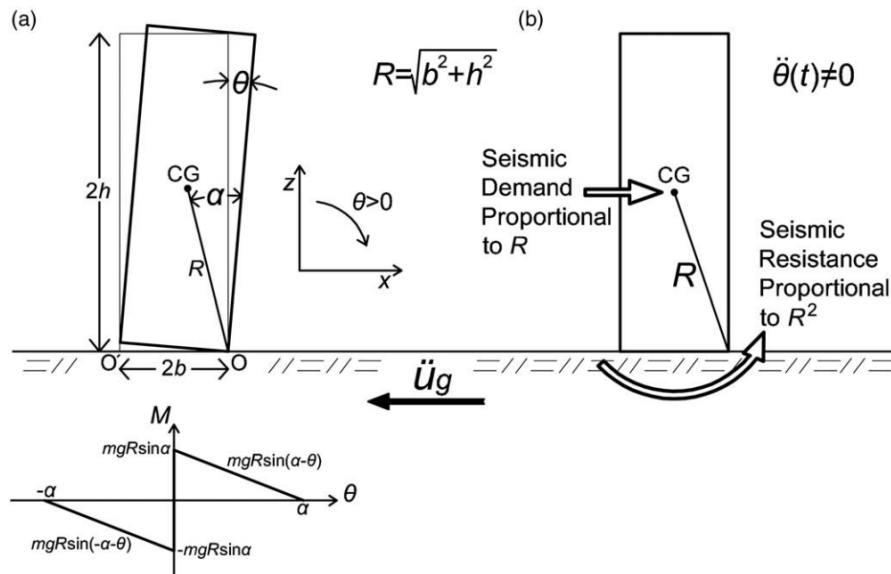 (a)
θ
R=√b²+h²
CG
α
2h
R
z
θ>0
x
O′
2b
O
üg
M
mgRsinα
mgRsin(α-θ)
-α
θ
α
mgRsin(-α-θ)
-mgRsinα
(b)
θ̈(t)≠0
Seismic
Demand
Proportional
to R
CG
R
Seismic
Resistance
Proportional
to R²